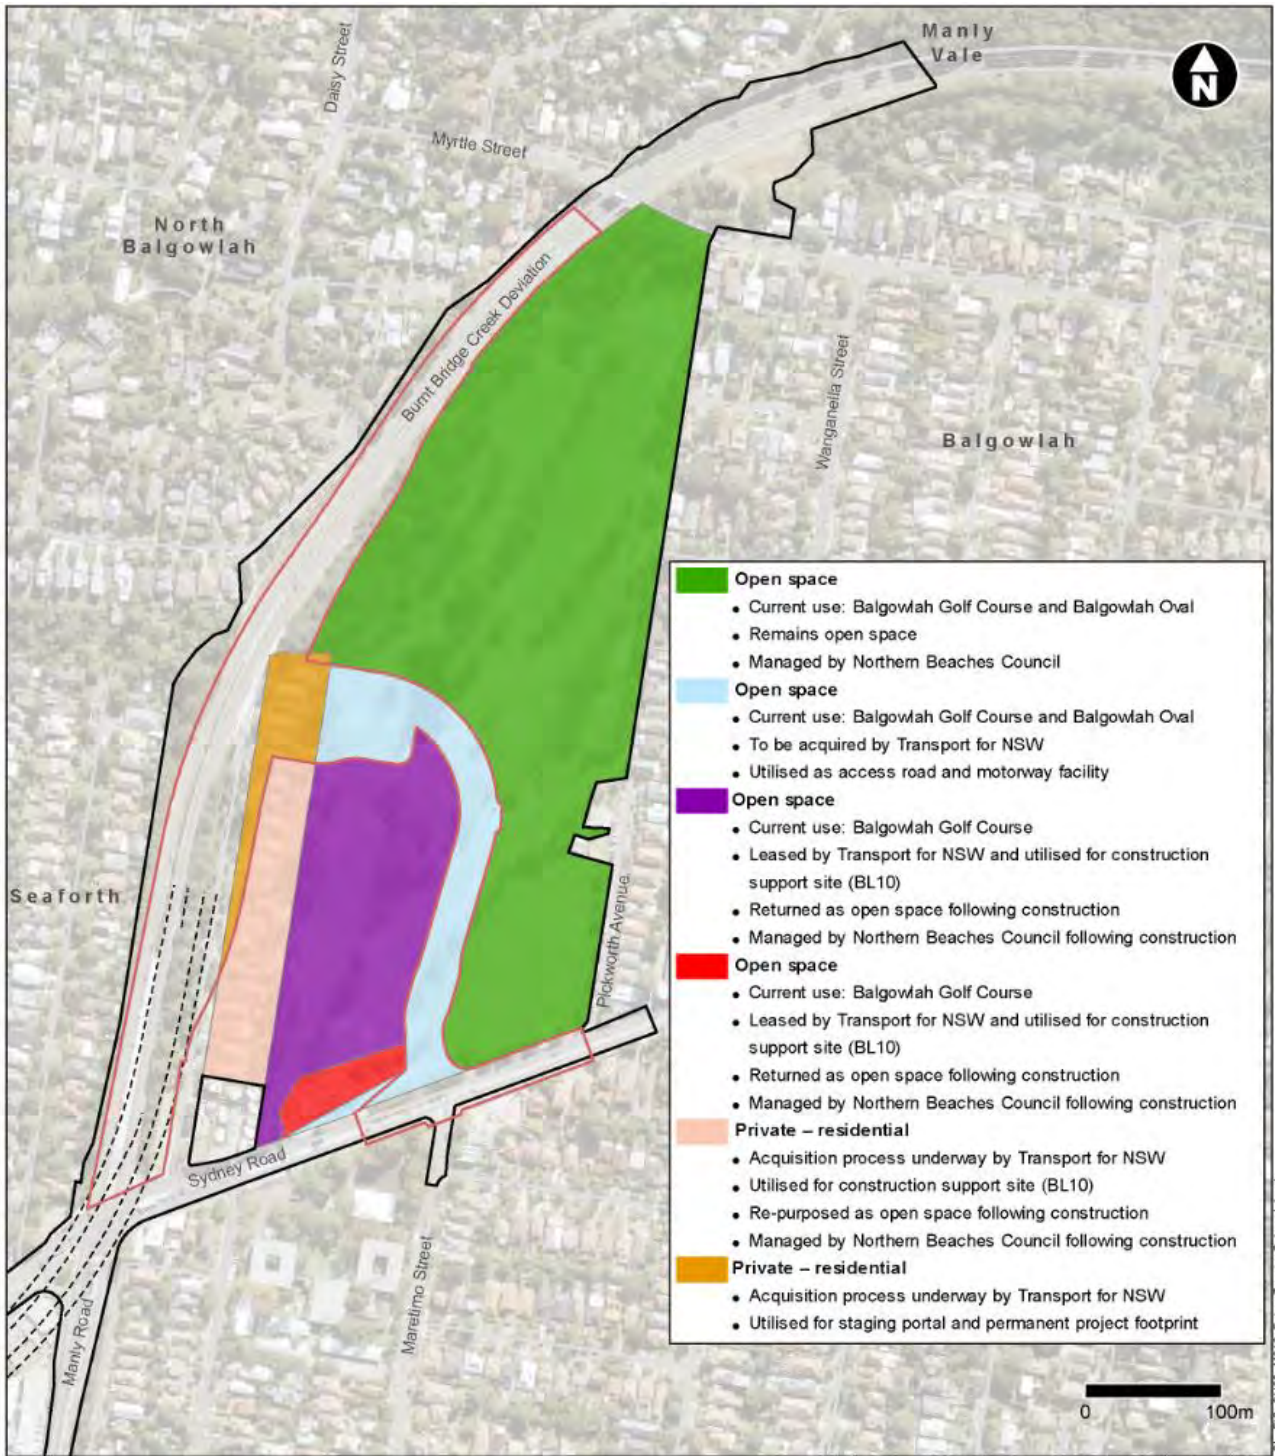 Manly
Vale
N
Daisy Street
Myrtle Street
North
Balgowlah
Burnt Bridge Creek Deviation
Wanganella Street
Balgowlah
Seaforth
Pickworth Avenue
Sydney Road
Maretimo Street
Manly Road
Open space
• Current use: Balgowlah Golf Course and Balgowlah Oval
• Remains open space
• Managed by Northern Beaches Council
Open space
• Current use: Balgowlah Golf Course and Balgowlah Oval
• To be acquired by Transport for NSW
• Utilised as access road and motorway facility
Open space
• Current use: Balgowlah Golf Course
• Leased by Transport for NSW and utilised for construction
support site (BL10)
• Returned as open space following construction
• Managed by Northern Beaches Council following construction
Open space
• Current use: Balgowlah Golf Course
• Leased by Transport for NSW and utilised for construction
support site (BL10)
• Returned as open space following construction
• Managed by Northern Beaches Council following construction
Private – residential
• Acquisition process underway by Transport for NSW
• Utilised for construction support site (BL10)
• Re-purposed as open space following construction
• Managed by Northern Beaches Council following construction
Private – residential
• Acquisition process underway by Transport for NSW
• Utilised for staging portal and permanent project footprint
0 100m